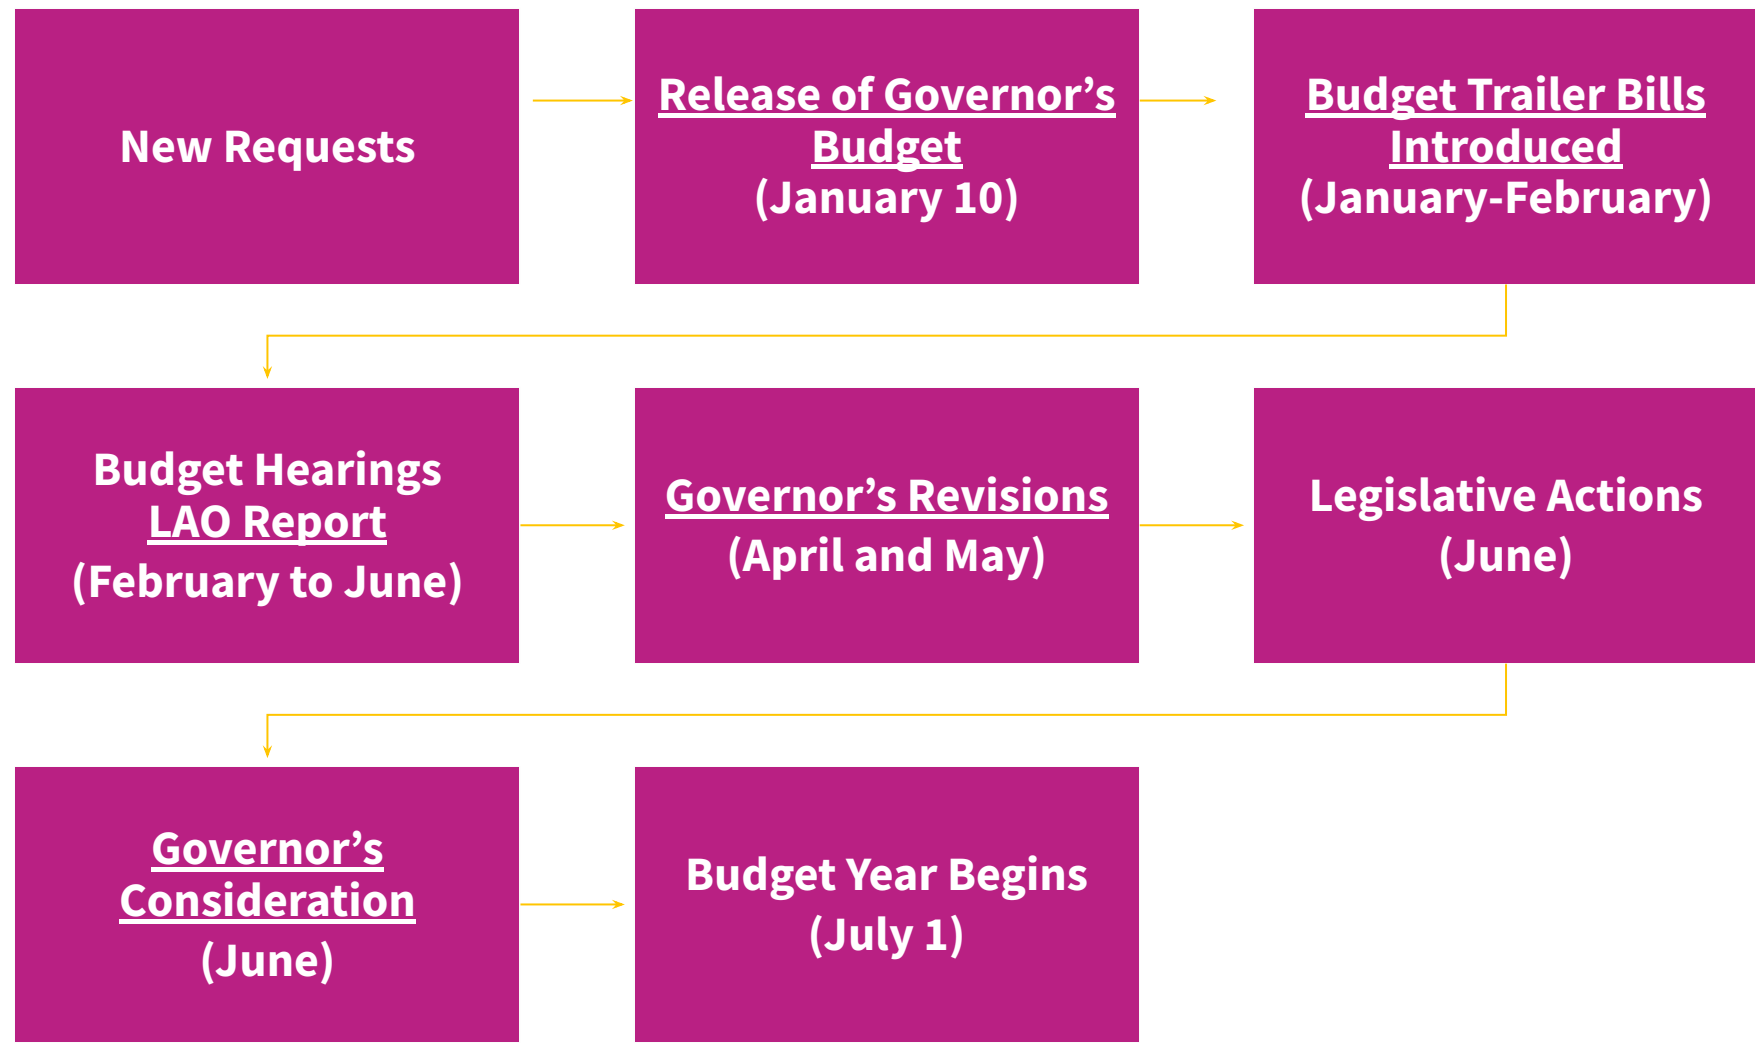 New Requests
Release of Governor’s
Budget
(January 10)
Budget Trailer Bills
Introduced
(January-February)
Budget Hearings
LAO Report
(February to June)
Governor’s Revisions
(April and May)
Legislative Actions
(June)
Governor’s
Consideration
(June)
Budget Year Begins
(July 1)